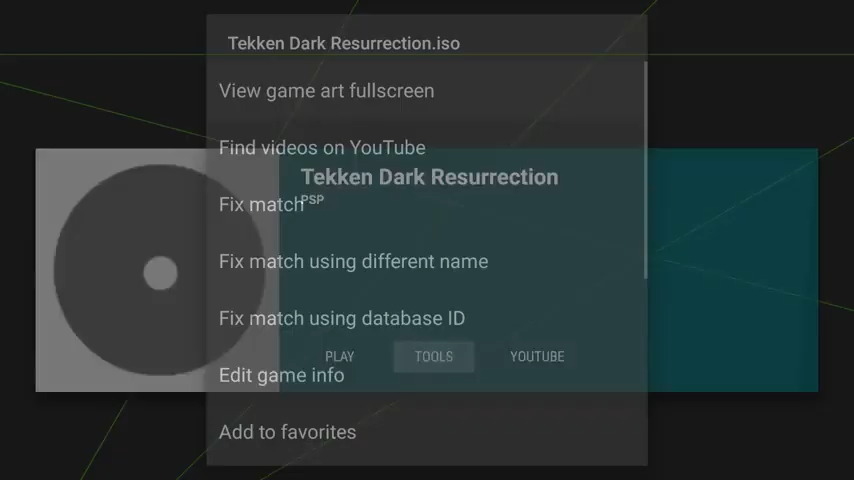 Tekken Dark Resurrection.iso
View game art fullscreen
Find videos on YouTube
Tekken Dark Resurrection
PSP
Fix match
Fix match using different name
Fix match using database ID
PLAY TOOLS YOUTUBE
Edit game info
Add to favorites